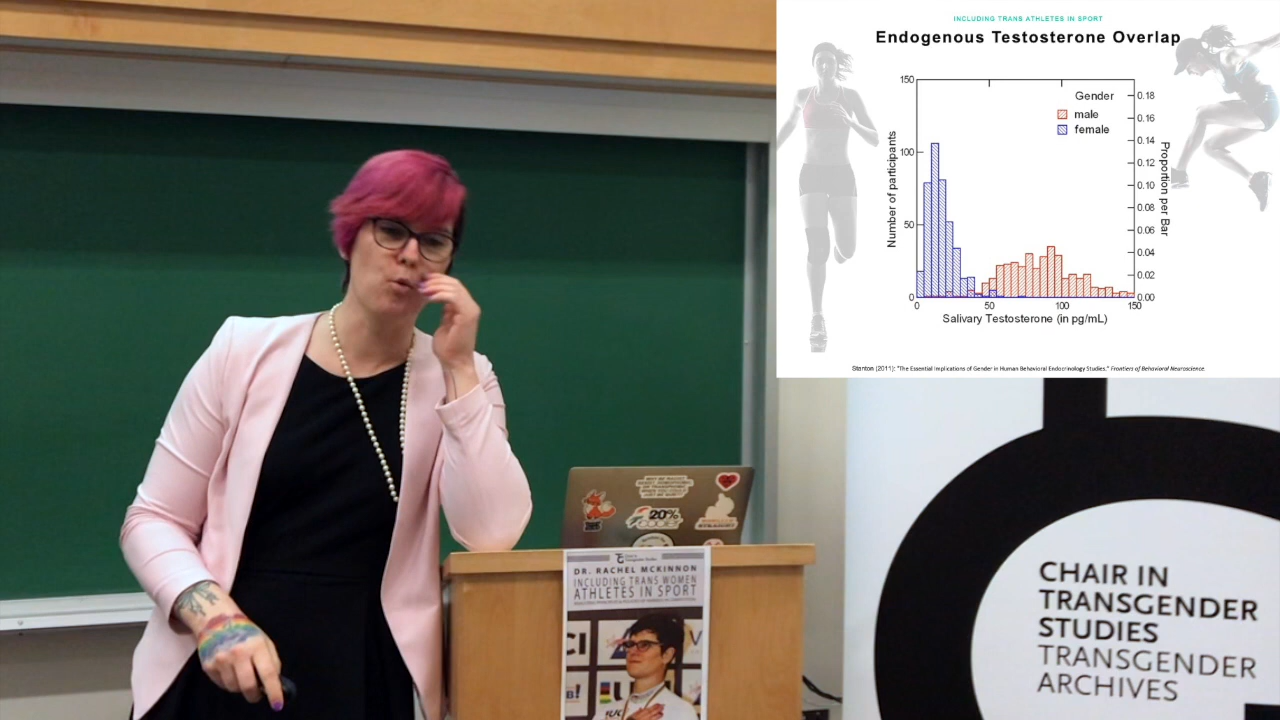 INCLUDING TRANS ATHLETES IN SPORT
Endogenous Testosterone Overlap
150
100
50
0
Number of participants
Gender
male
female
0.18
0.16
0.14
0.12
0.10
0.08
0.06
0.04
0.02
0.00
Proportion per Bar
0
50
100
150
Salivary Testosterone (in pg/mL)
Stanton (2011): "The Essential Implications of Gender in Human Behavioral Endocrinology Studies." Frontiers of Behavioral Neuroscience.
20%
DR. RACHEL MCKINNON
INCLUDING TRANS WOMEN
ATHLETES IN SPORT
CI
CHAIR IN
TRANSGENDER
STUDIES
TRANSGENDER
ARCHIVES